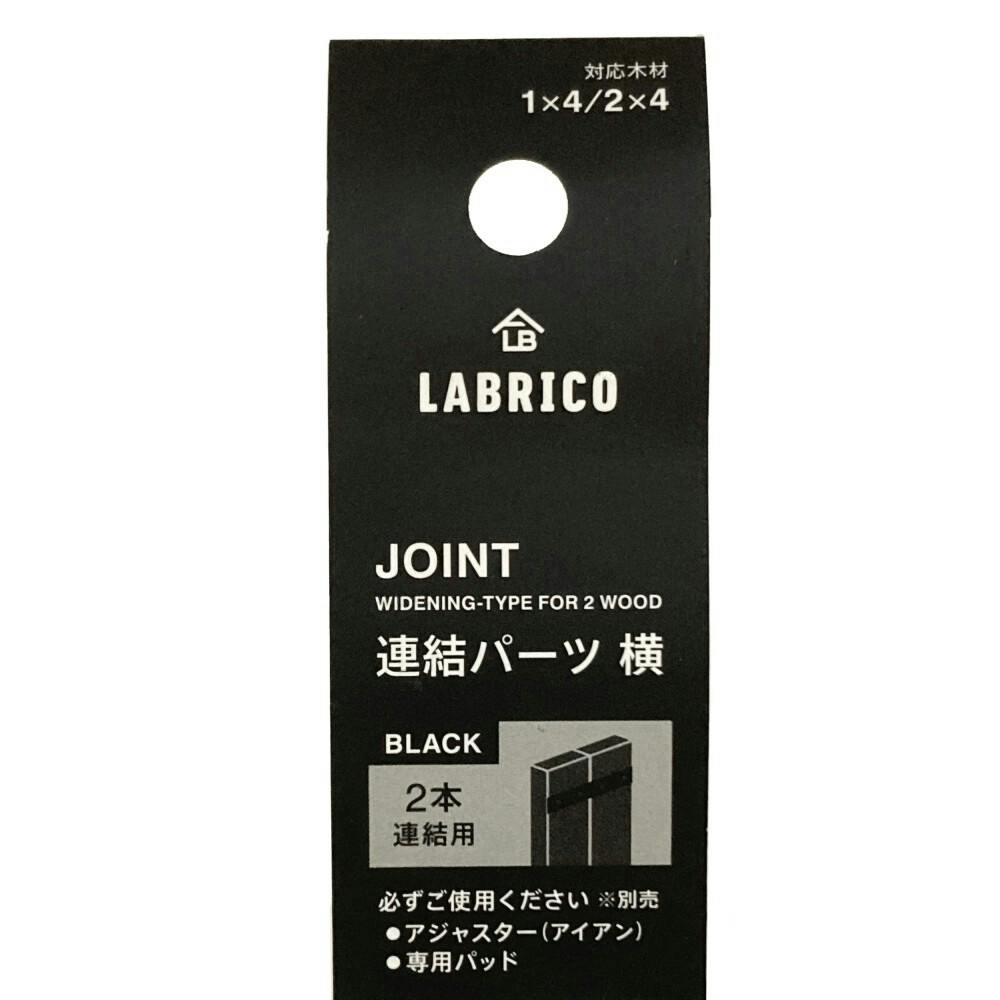 対応木材
1×4/2×4
LB
LABRICO
JOINT
WIDENING-TYPE FOR 2 WOOD
連結パーツ 横
BLACK
2本
連結用
必ずご使用ください ※別売
●アジャスター(アイアン)
●専用パッド